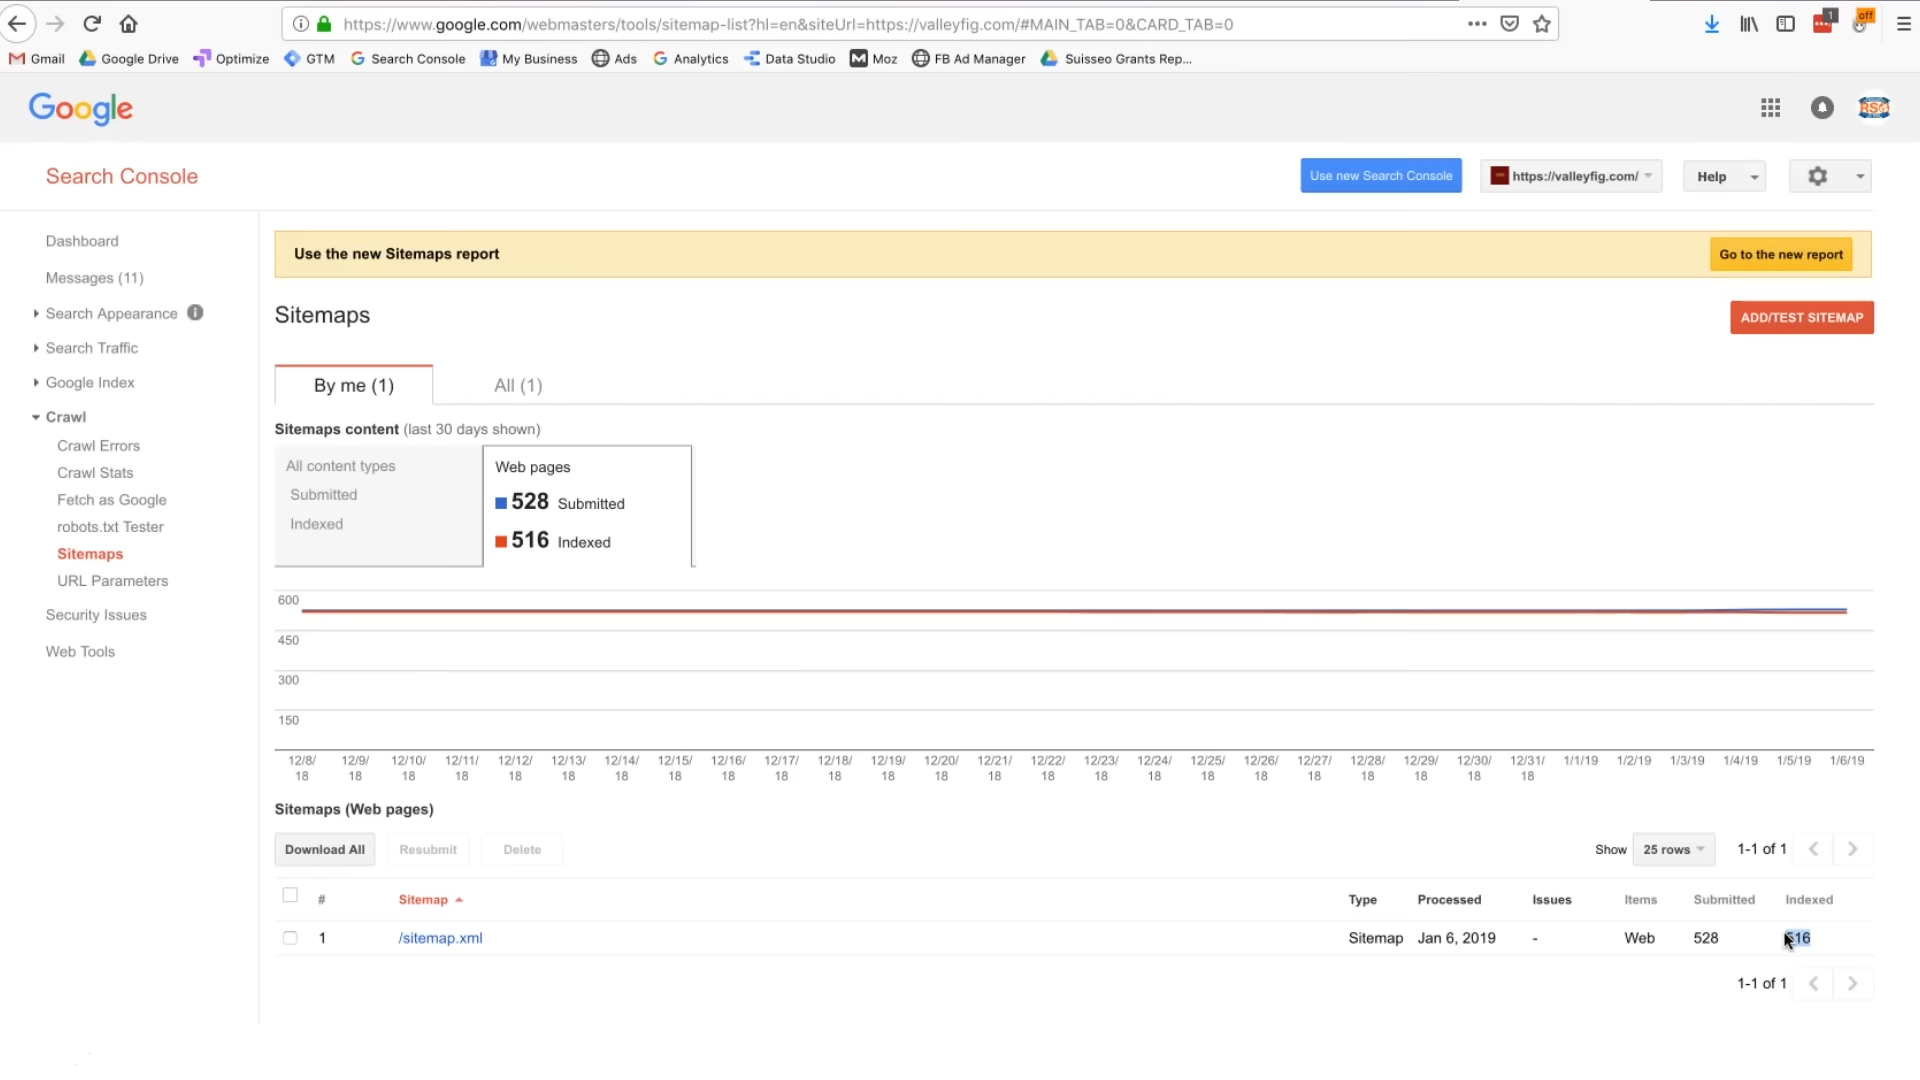 https://www.google.com/webmasters/tools/sitemap-list?hl=en&siteUrl=https://valleyfig.com/#MAIN_TAB=0&CARD_TAB=0
1
off
Gmail Google Drive Optimize GTM Search Console My Business Ads Analytics Data Studio Moz FB Ad Manager Suisseo Grants Rep...
Google
RSO
Search Console
Use new Search Console
https://valleyfig.com/
Help
Dashboard
Messages (11)
Search Appearance
Search Traffic
Google Index
Crawl
Crawl Errors
Crawl Stats
Fetch as Google
robots.txt Tester
Sitemaps
URL Parameters
Security Issues
Web Tools
Use the new Sitemaps report
Go to the new report
Sitemaps
ADD/TEST SITEMAP
By me (1) All (1)
Sitemaps content (last 30 days shown)
All content types
Submitted
Indexed
Web pages
528 Submitted
516 Indexed
600
450
300
150
12/8/ 12/9/ 12/10/ 12/11/ 12/12/ 12/13/ 12/14/ 12/15/ 12/16/ 12/17/ 12/18/ 12/19/ 12/20/ 12/21/ 12/22/ 12/23/ 12/24/ 12/25/ 12/26/ 12/27/ 12/28/ 12/29/ 12/30/ 12/31/ 1/1/19 1/2/19 1/3/19 1/4/19 1/5/19 1/6/19
18 18 18 18 18 18 18 18 18 18 18 18 18 18 18 18 18 18 18 18 18 18 18 18
Sitemaps (Web pages)
Download All Resubmit Delete
Show 25 rows 1-1 of 1
# Sitemap Type Processed Issues Items Submitted Indexed
1 /sitemap.xml Sitemap Jan 6, 2019 - Web 528 516
1-1 of 1